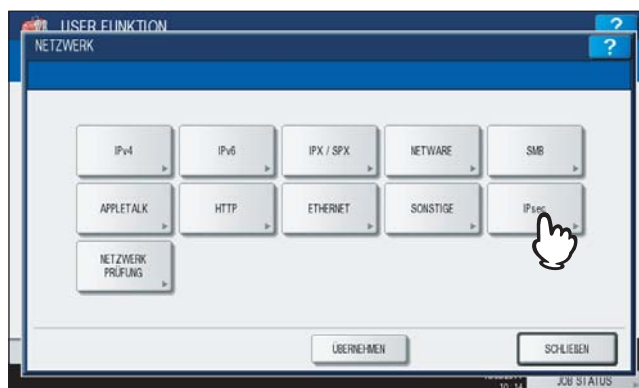 USER FUNKTION
?
NETZWERK
?
IPv4
IPv6
IPX / SPX
NETWARE
SMB
APPLETALK
HTTP
ETHERNET
SONSTIGE
IPsec
NETZWERK
PRÜFUNG
ÜBERNEHMEN
SCHLIEßEN
JOB STATUS